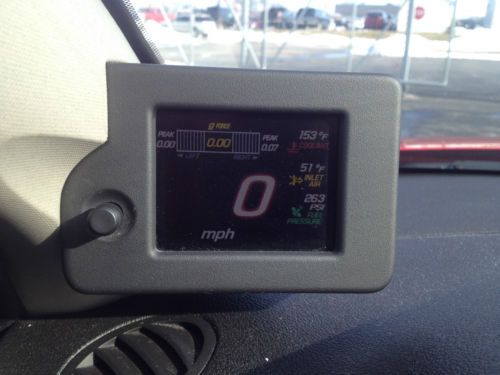 G FORCE
PEAK
0.00
0.00
PEAK
0.07
◄ LEFT
RIGHT ►
153 °F
COOLANT
51 °F
INLET
AIR
263
PSI
FUEL
PRESSURE
0
mph